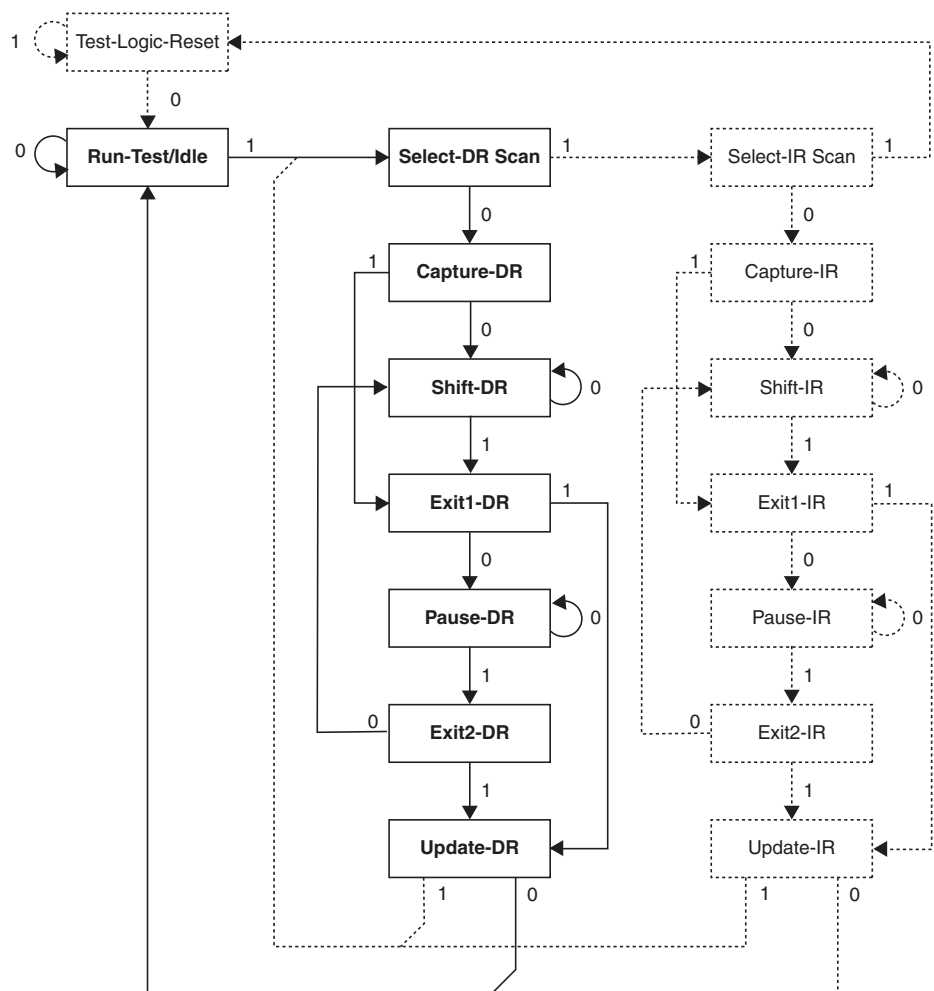 1
Test-Logic-Reset
0
0
Run-Test/Idle
1
Select-DR Scan
1
Select-IR Scan
1
0
0
1
Capture-DR
1
Capture-IR
0
0
Shift-DR
0
Shift-IR
0
1
1
Exit1-DR
1
Exit1-IR
1
0
0
Pause-DR
0
Pause-IR
0
1
1
0
Exit2-DR
0
Exit2-IR
1
1
Update-DR
Update-IR
1
0
1
0